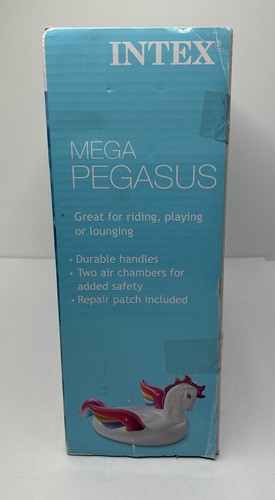 INTEX®
MEGA
PEGASUS
Great for riding, playing
or lounging
• Durable handles
• Two air chambers for
added safety
• Repair patch included